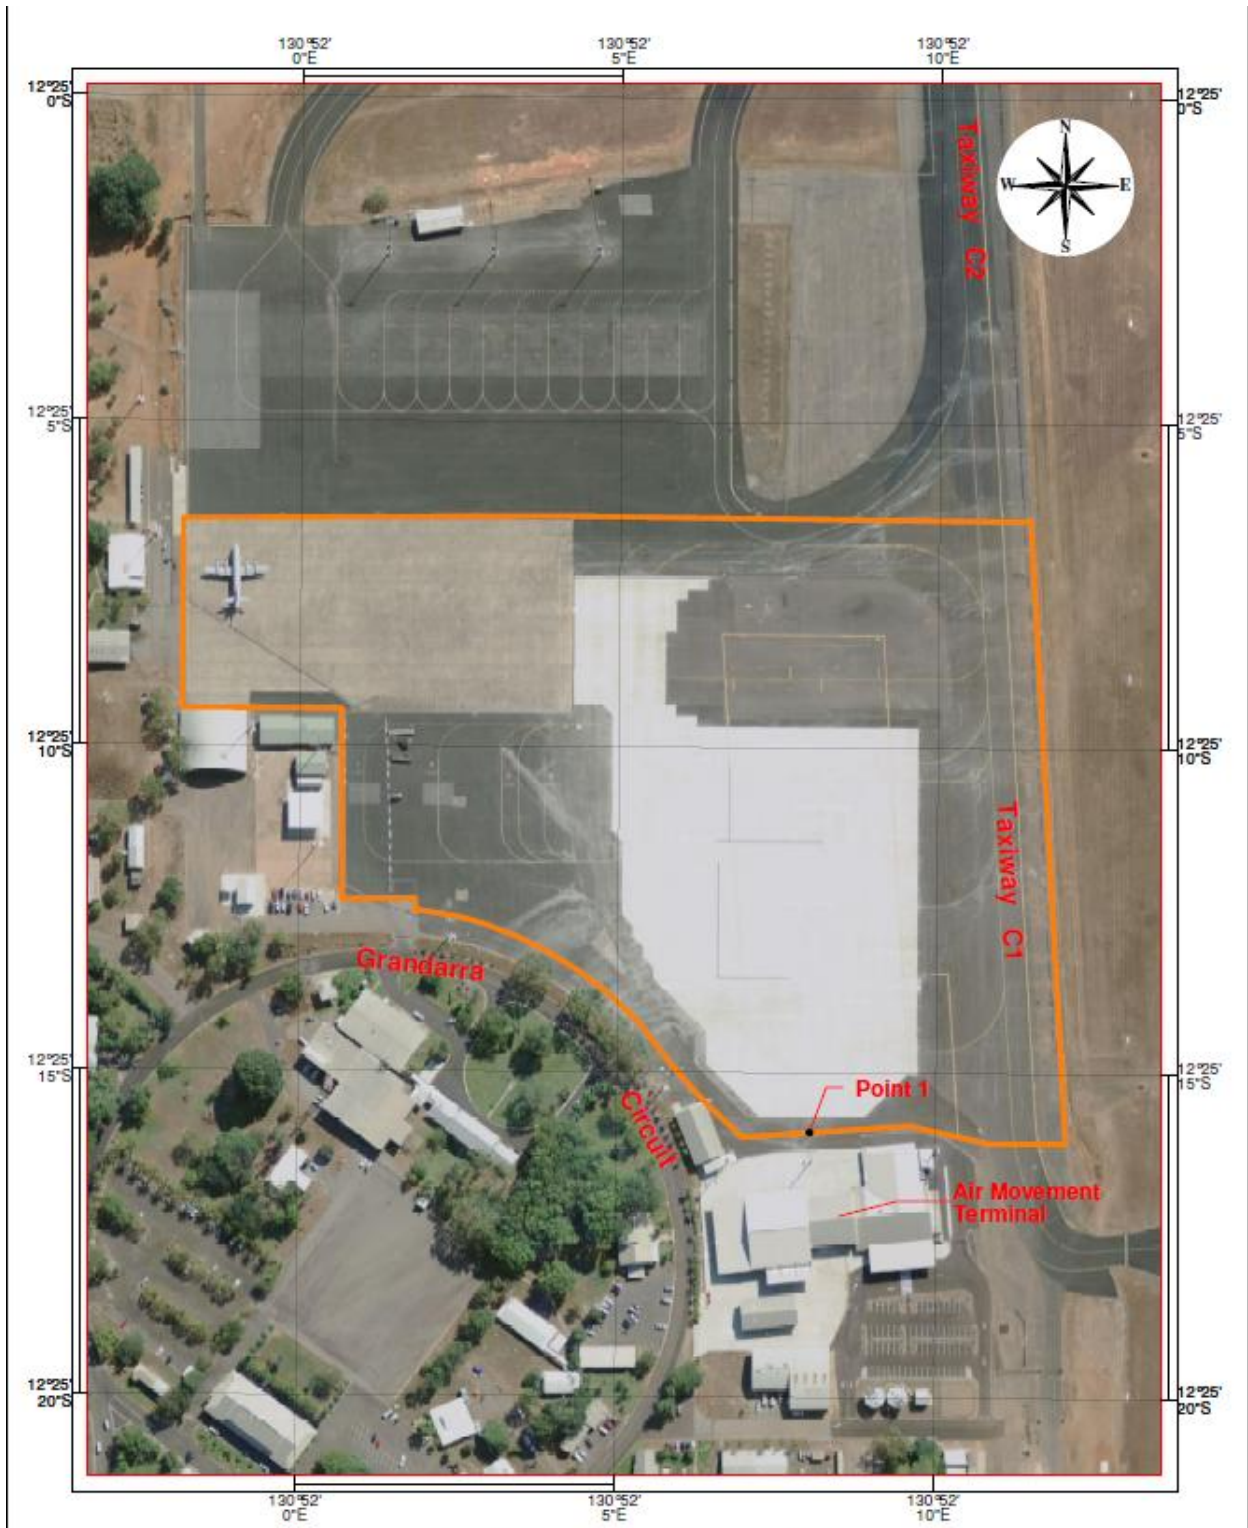 130°52'
0"E
130°52'
5"E
130°52'
10"E
12°25'
0"S
12°25'
0"S
N
W E
S
Taxiway C2
12°25'
5"S
12°25'
5"S
12°25'
10"S
12°25'
10"S
Taxiway C1
Grandarra
Circuit
12°25'
15"S
12°25'
15"S
Point 1
Air Movement
Terminal
12°25'
20"S
12°25'
20"S
130°52'
0"E
130°52'
5"E
130°52'
10"E